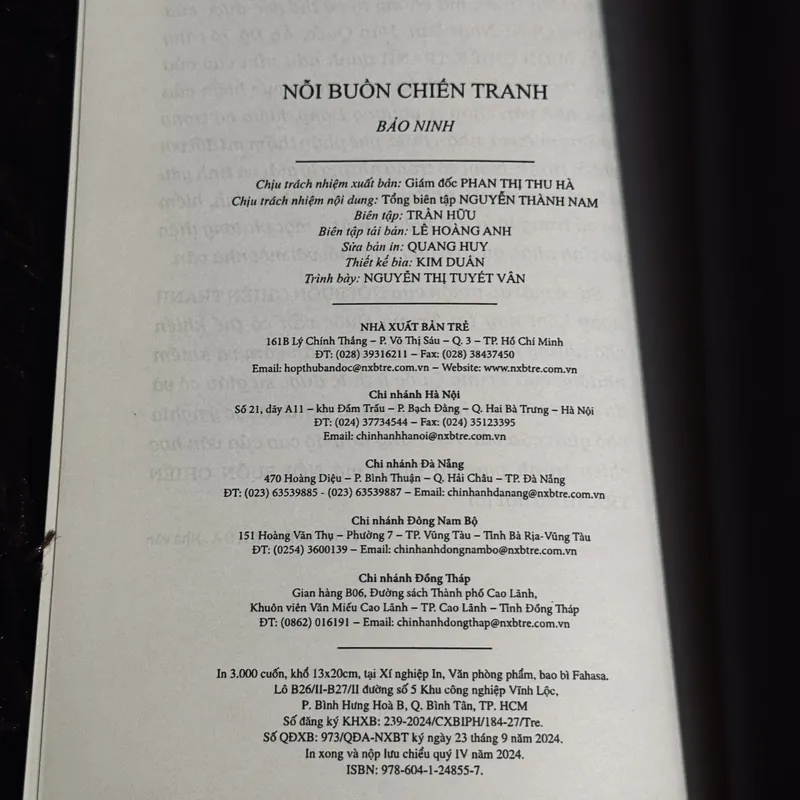 NỖI BUỒN CHIẾN TRANH
BẢO NINH
Chịu trách nhiệm xuất bản: Giám đốc PHAN THỊ THU HÀ
Chịu trách nhiệm nội dung: Tổng biên tập NGUYỄN THÀNH NAM
Biên tập: TRẦN HỮU
Biên tập tái bản: LÊ HOÀNG ANH
Sửa bản in: QUANG HUY
Thiết kế bìa: KIM DUẨN
Trình bày: NGUYỄN THỊ TUYẾT VÂN
NHÀ XUẤT BẢN TRẺ
161B Lý Chính Thắng – P. Võ Thị Sáu – Q. 3 – TP. Hồ Chí Minh
ĐT: (028) 39316211 – Fax: (028) 38437450
Email: hopthubandoc@nxbtre.com.vn – Website: www.nxbtre.com.vn
Chi nhánh Hà Nội
Số 21, dãy A11 – khu Đầm Trấu – P. Bạch Đằng – Q. Hai Bà Trưng – Hà Nội
ĐT: (024) 37734544 – Fax: (024) 35123395
Email: chinhanhhanoi@nxbtre.com.vn
Chi nhánh Đà Nẵng
470 Hoàng Diệu – P. Bình Thuận – Q. Hải Châu – TP. Đà Nẵng
ĐT: (023) 63539885 - (023) 63539887 – Email: chinhanhdanang@nxbtre.com.vn
Chi nhánh Đông Nam Bộ
151 Hoàng Văn Thụ – Phường 7 – TP. Vũng Tàu – Tỉnh Bà Rịa-Vũng Tàu
ĐT: (0254) 3600139 – Email: chinhanhdongnambo@nxbtre.com.vn
Chi nhánh Đồng Tháp
Gian hàng B06, Đường sách Thành phố Cao Lãnh,
Khuôn viên Văn Miếu Cao Lãnh – TP. Cao Lãnh – Tỉnh Đồng Tháp
ĐT: (0862) 016191 – Email: chinhanhdongthap@nxbtre.com.vn
In 3.000 cuốn, khổ 13x20cm, tại Xí nghiệp In, Văn phòng phẩm, bao bì Fahasa.
Lô B26/II-B27/II đường số 5 Khu công nghiệp Vĩnh Lộc,
P. Bình Hưng Hoà B, Q. Bình Tân, TP. HCM
Số đăng ký KHXB: 239-2024/CXBIPH/184-27/Tre.
Số QĐXB: 973/QĐA-NXBT ký ngày 23 tháng 9 năm 2024.
In xong và nộp lưu chiểu quý IV năm 2024.
ISBN: 978-604-1-24855-7.